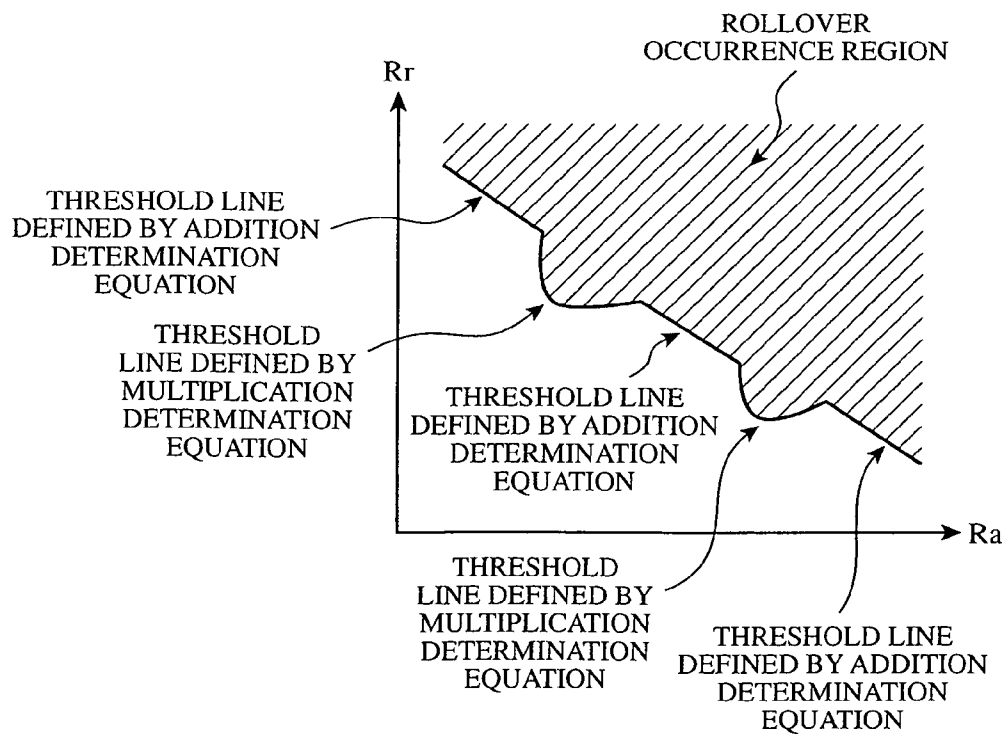 ROLLOVER
OCCURRENCE REGION
Rr
THRESHOLD LINE
DEFINED BY ADDITION
DETERMINATION
EQUATION
THRESHOLD
LINE DEFINED BY
MULTIPLICATION
DETERMINATION
EQUATION
THRESHOLD LINE
DEFINED BY ADDITION
DETERMINATION
EQUATION
Ra
THRESHOLD
LINE DEFINED BY
MULTIPLICATION
DETERMINATION
EQUATION
THRESHOLD LINE
DEFINED BY ADDITION
DETERMINATION
EQUATION